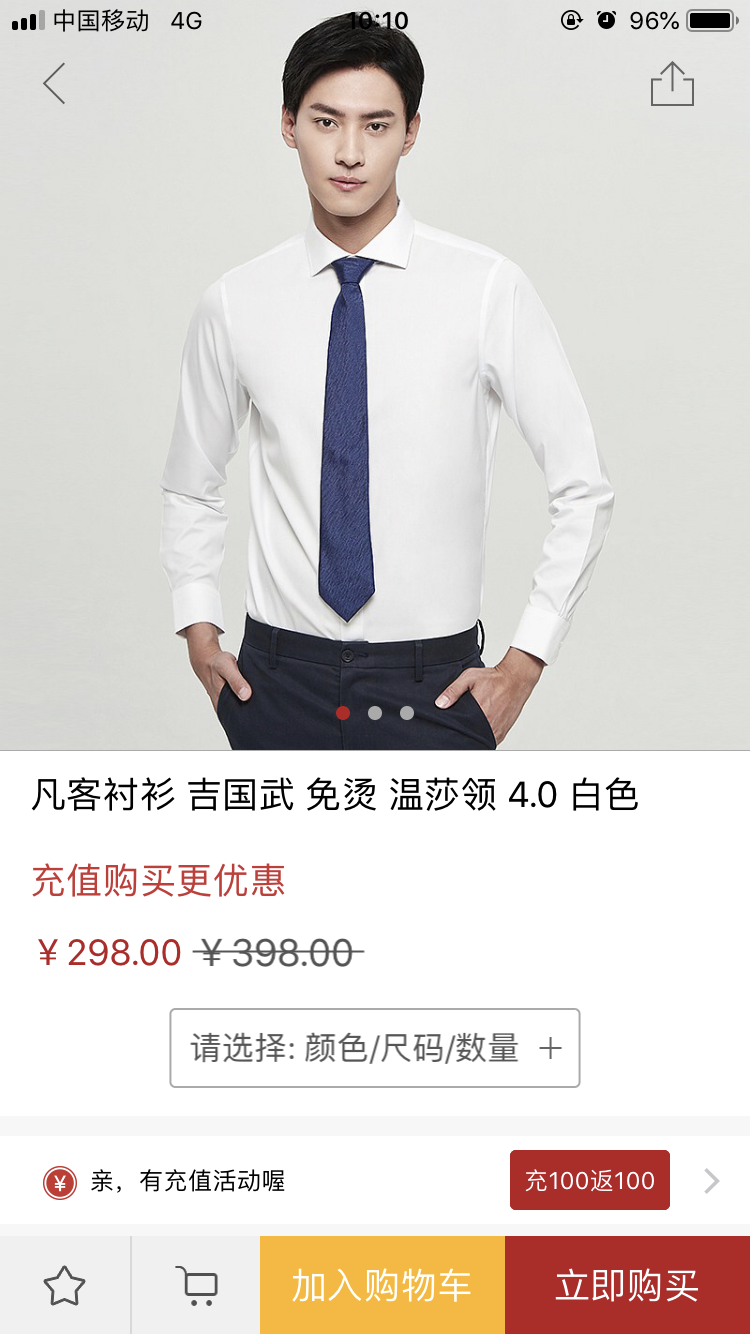 中国移动 4G 10:10 96%
凡客衬衫 吉国武 免烫 温莎领 4.0 白色
充值购买更优惠
¥ 298.00 ¥ 398.00
请选择: 颜色/尺码/数量 +
¥ 亲，有充值活动喔 充100返100
加入购物车 立即购买